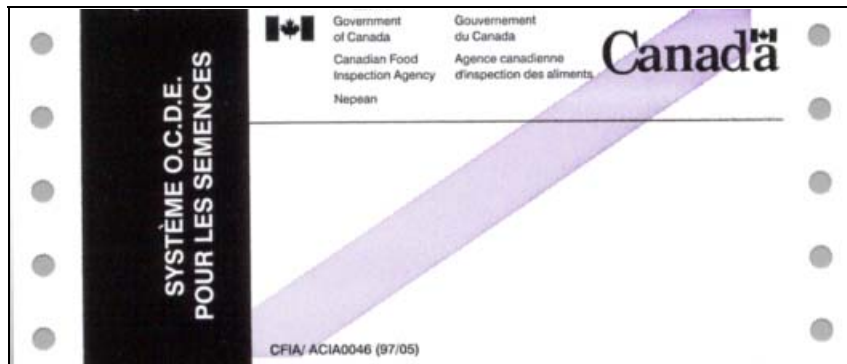 SYSTÈME O.C.D.E.
POUR LES SEMENCES
Government
of Canada
Gouvernement
du Canada
Canadian Food
Inspection Agency
Agence canadienne
d'inspection des aliments
Nepean
Canada
CFIA/ ACIA0046 (97/05)